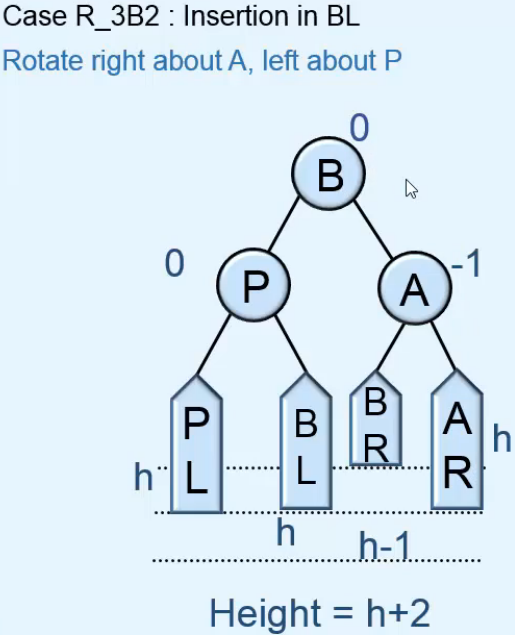 Case R_3B2 : Insertion in BL
Rotate right about A, left about P
0
B
0
P
A
-1
P
L
B
L
B
R
A
R
h
h
h
h-1
Height = h+2